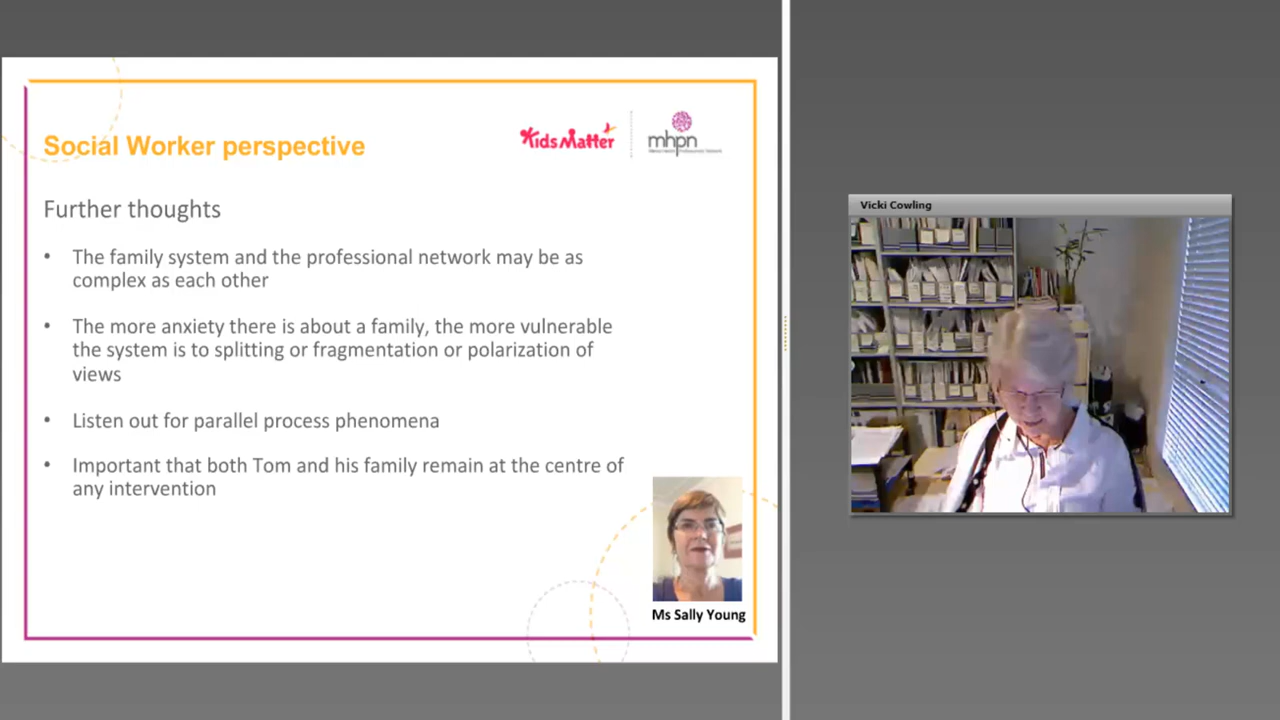 Social Worker perspective
KidsMatter
mhpn
Further thoughts
• The family system and the professional network may be as
complex as each other
• The more anxiety there is about a family, the more vulnerable
the system is to splitting or fragmentation or polarization of
views
• Listen out for parallel process phenomena
• Important that both Tom and his family remain at the centre of
any intervention
Ms Sally Young
Vicki Cowling